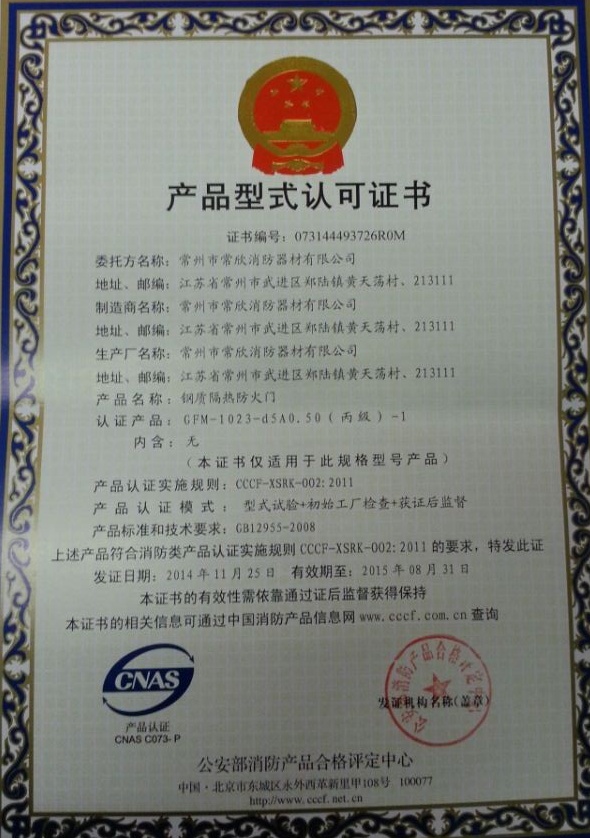 产品型式认可证书
证书编号：073144493726R0M
委托方名称：常州市常欣消防器材有限公司
地址、邮编：江苏省常州市武进区郑陆镇黄天荡村、213111
制造商名称：常州市常欣消防器材有限公司
地址、邮编：江苏省常州市武进区郑陆镇黄天荡村、213111
生产厂名称：常州市常欣消防器材有限公司
地址、邮编：江苏省常州市武进区郑陆镇黄天荡村、213111
产品名称：钢质隔热防火门
认证产品：GFM-1023-d5A0.50（丙级）-1
内含：无
（本证书仅适用于此规格型号产品）
产品认证实施规则：CCCF-XSRK-002:2011
产品认证模式：型式试验+初始工厂检查+获证后监督
产品标准和技术要求：GB12955-2008
上述产品符合消防类产品认证实施规则 CCCF-XSRK-002:2011 的要求，特发此证
发证日期：2014 年 11 月 25 日 有效期至：2015 年 08 月 31 日
本证书的有效性需依靠通过证后监督获得保持
本证书的相关信息可通过中国消防产品信息网 www.cccf.com.cn 查询
CNAS
产品认证
CNAS C073-P
公安部消防产品合格评定中心
发证机构名称(盖章)
公安部消防产品合格评定中心
中国·北京市东城区永外西革新里甲108号 100077
http://www.cccf.net.cn